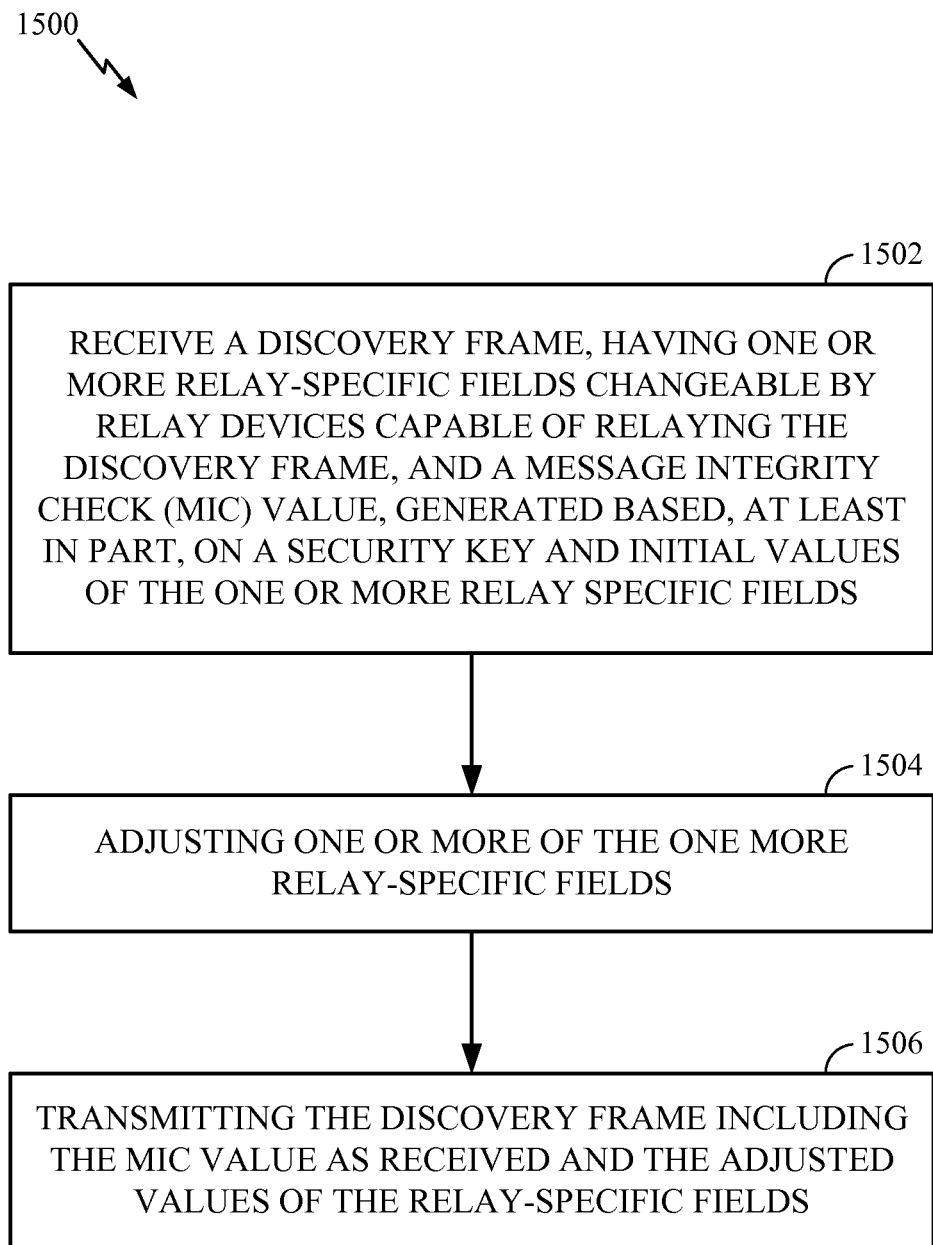 1500
1502
RECEIVE A DISCOVERY FRAME, HAVING ONE OR
MORE RELAY-SPECIFIC FIELDS CHANGEABLE BY
RELAY DEVICES CAPABLE OF RELAYING THE
DISCOVERY FRAME, AND A MESSAGE INTEGRITY
CHECK (MIC) VALUE, GENERATED BASED, AT LEAST
IN PART, ON A SECURITY KEY AND INITIAL VALUES
OF THE ONE OR MORE RELAY SPECIFIC FIELDS
1504
ADJUSTING ONE OR MORE OF THE ONE MORE
RELAY-SPECIFIC FIELDS
1506
TRANSMITTING THE DISCOVERY FRAME INCLUDING
THE MIC VALUE AS RECEIVED AND THE ADJUSTED
VALUES OF THE RELAY-SPECIFIC FIELDS